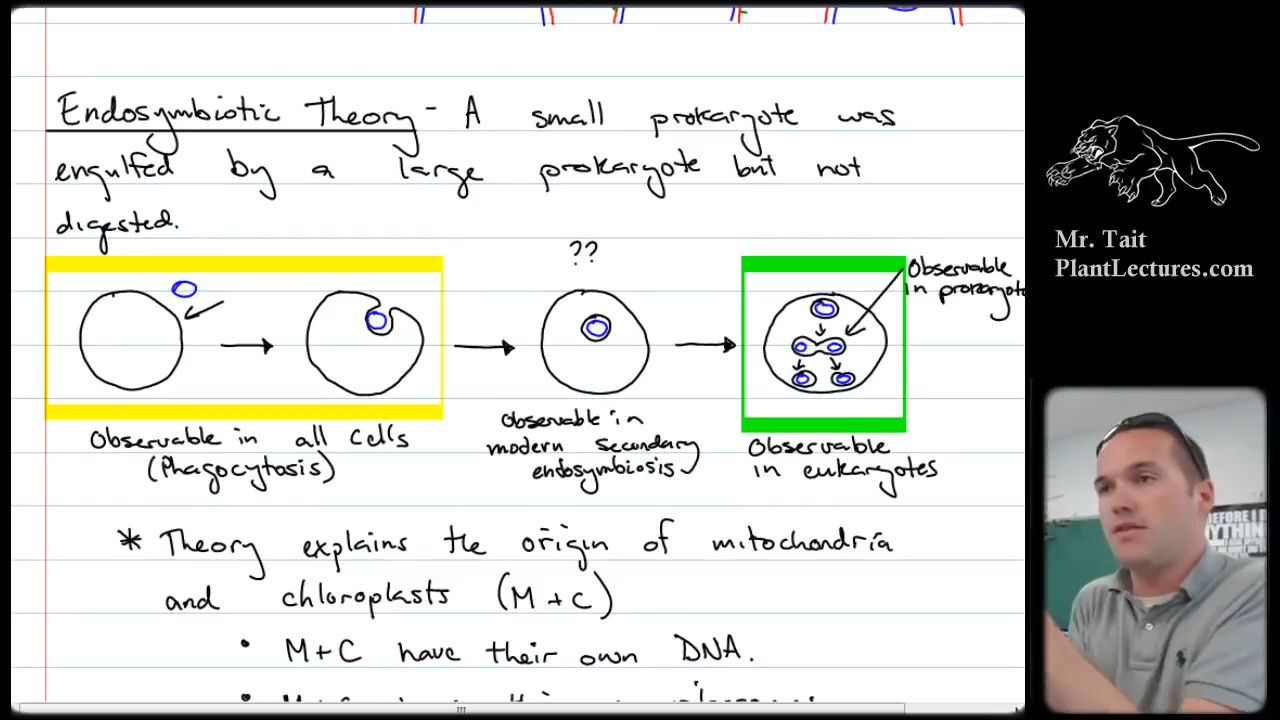 Endosymbiotic Theory - A small prokaryote was
engulfed by a large prokaryote but not
digested.
??
Observable
in prokaryote
Observable in all cells
(Phagocytosis)
Observable in
modern secondary
endosymbiosis
Observable
in eukaryotes
* Theory explains the origin of mitochondria
and chloroplasts (M + C)
• M + C have their own DNA.
Mr. Tait
PlantLectures.com
BEFORE I
ANYTHING